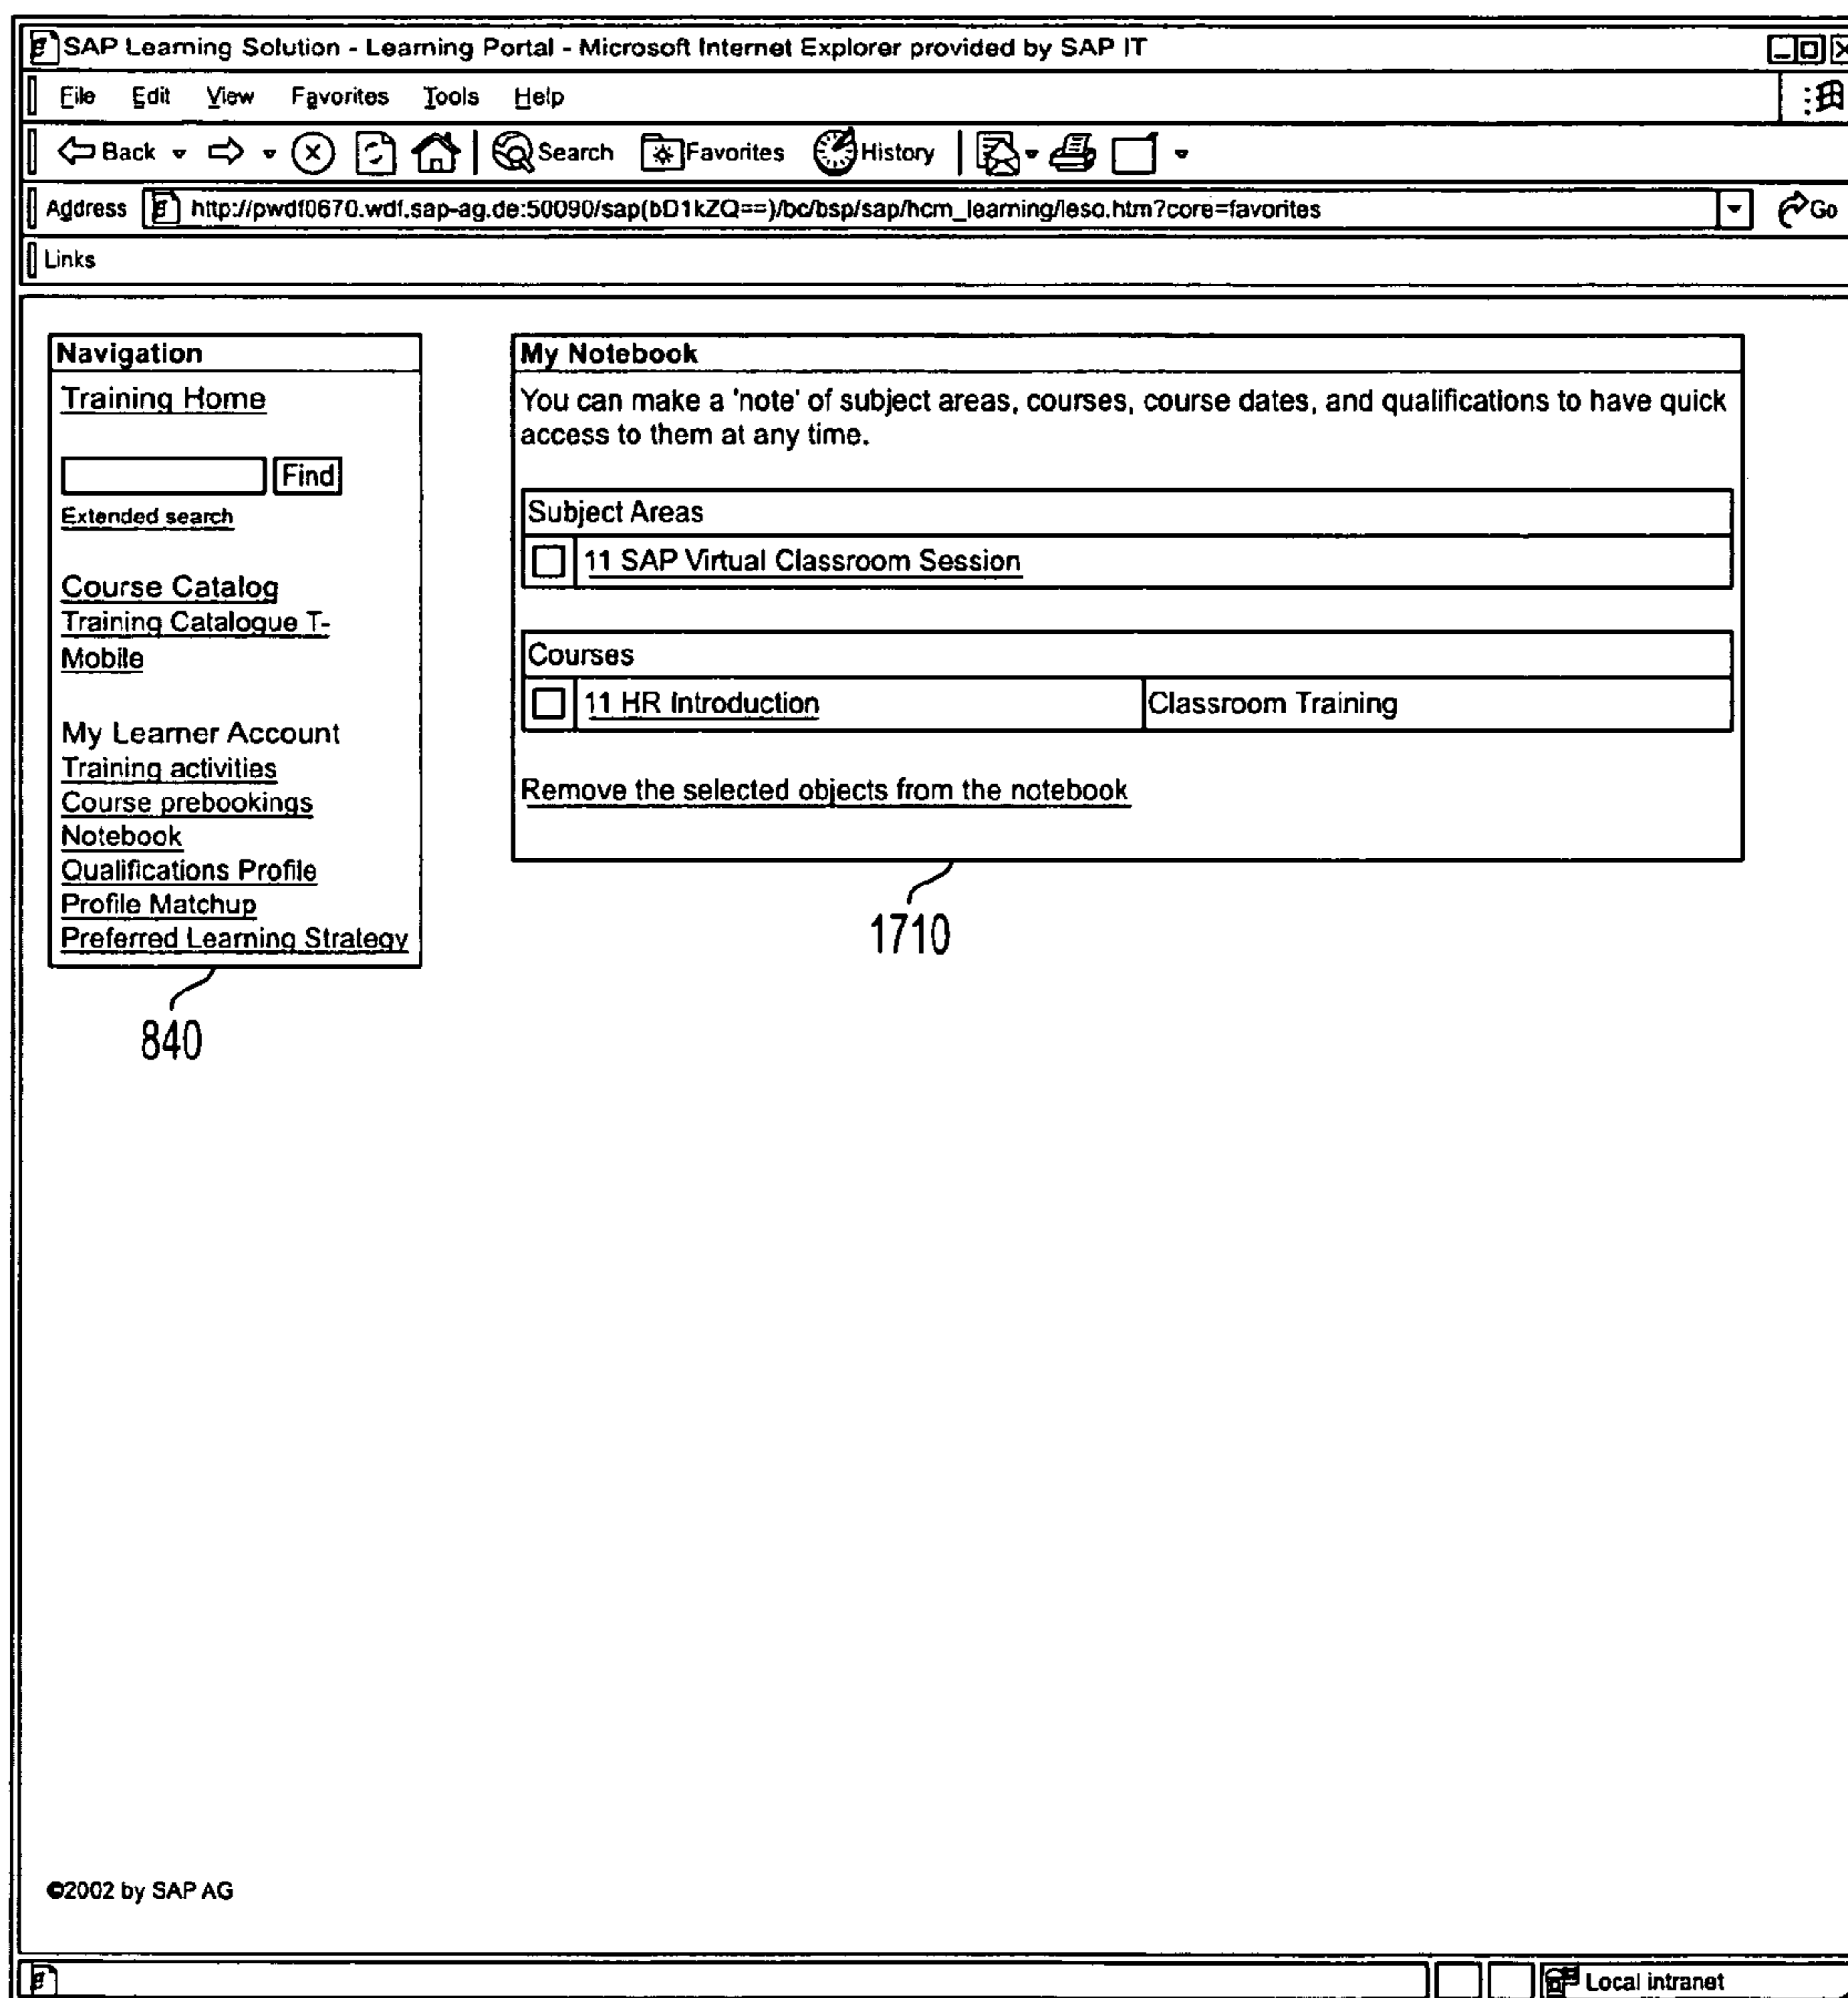 SAP Learning Solution - Learning Portal - Microsoft Internet Explorer provided by SAP IT
File Edit View Favorites Tools Help
Back Search Favorites History
Address http://pwdf0670.wdf.sap-ag.de:50090/sap(bD1kZQ==)/bc/bsp/sap/hcm_learning/leso.htm?core=favorites Go
Links
Navigation
Training Home
Find
Extended search
Course Catalog
Training Catalogue T-
Mobile
My Learner Account
Training activities
Course prebookings
Notebook
Qualifications Profile
Profile Matchup
Preferred Learning Strategy
840
My Notebook
You can make a 'note' of subject areas, courses, course dates, and qualifications to have quick
access to them at any time.
Subject Areas
11 SAP Virtual Classroom Session
Courses
11 HR Introduction Classroom Training
Remove the selected objects from the notebook
1710
©2002 by SAP AG
Local intranet